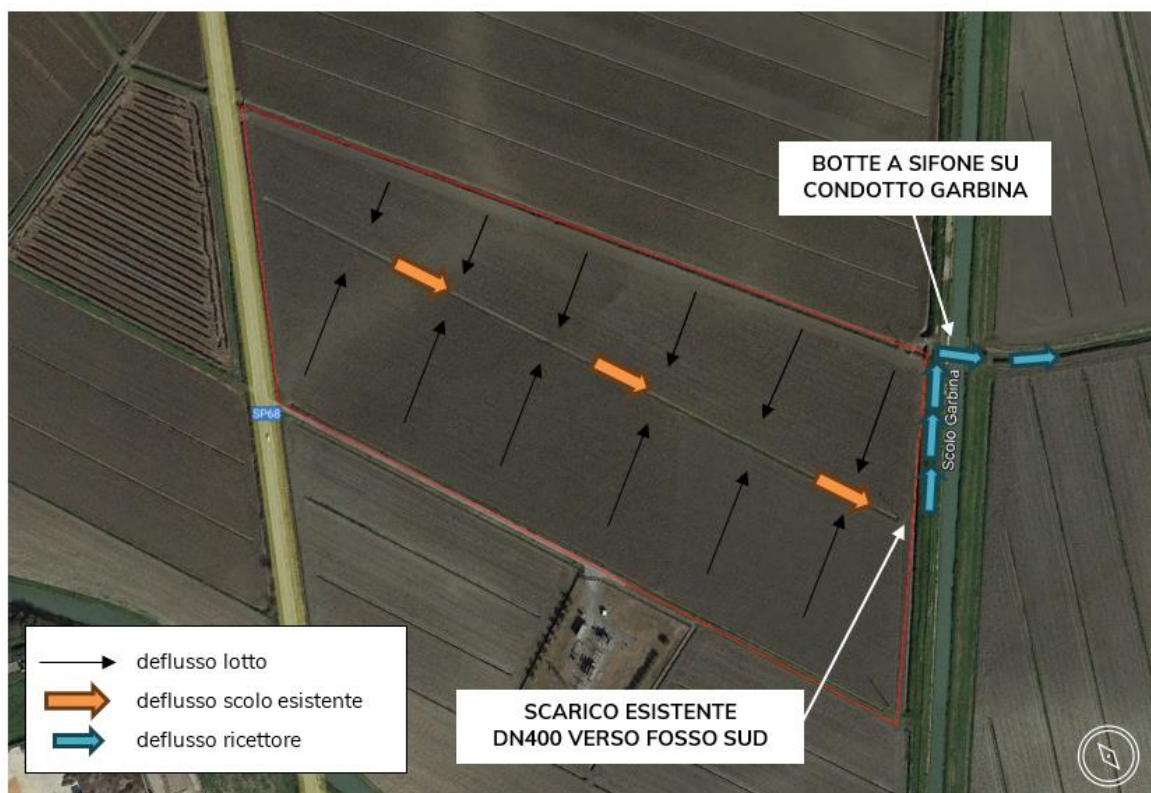 BOTTE A SIFONE SU
CONDOTTO GARBINA
SP68
Scolo Garbina
SCARICO ESISTENTE
DN400 VERSO FOSSO SUD
deflusso lotto
deflusso scolo esistente
deflusso ricettore